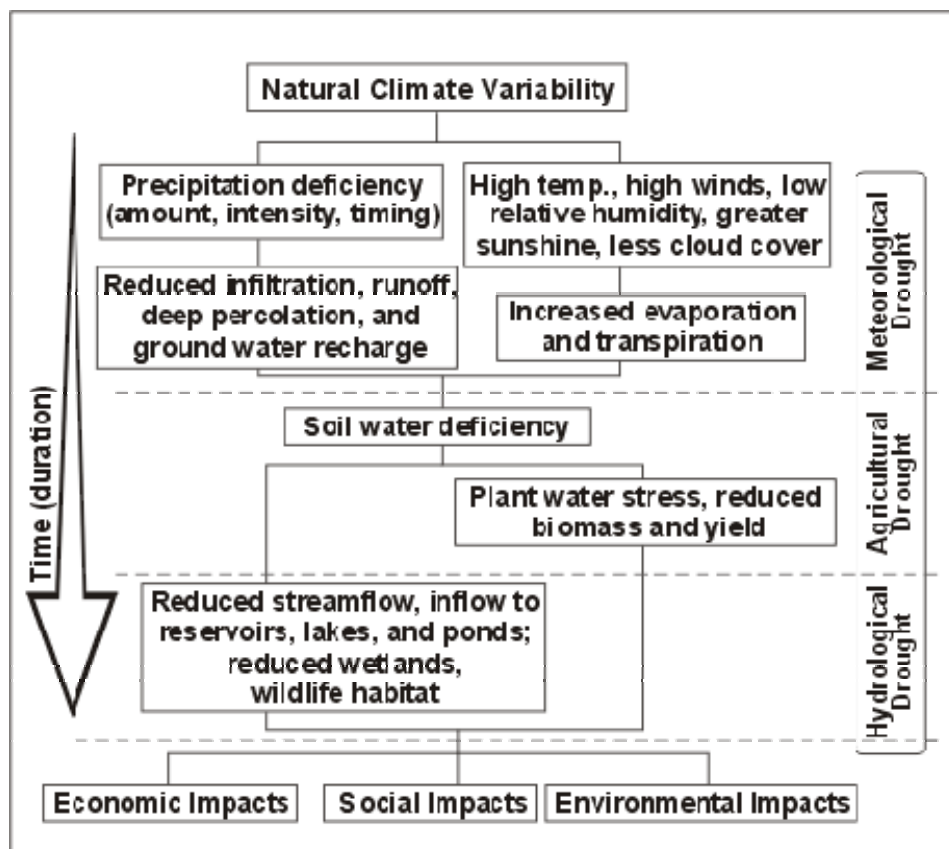 Natural Climate Variability
Precipitation deficiency
(amount, intensity, timing)
High temp., high winds, low
relative humidity, greater
sunshine, less cloud cover
Reduced infiltration, runoff,
deep percolation, and
ground water recharge
Increased evaporation
and transpiration
Meteorological
Drought
Soil water deficiency
Plant water stress, reduced
biomass and yield
Agricultural
Drought
Time (duration)
Reduced streamflow, inflow to
reservoirs, lakes, and ponds;
reduced wetlands,
wildlife habitat
Hydrological
Drought
Economic Impacts
Social Impacts
Environmental Impacts